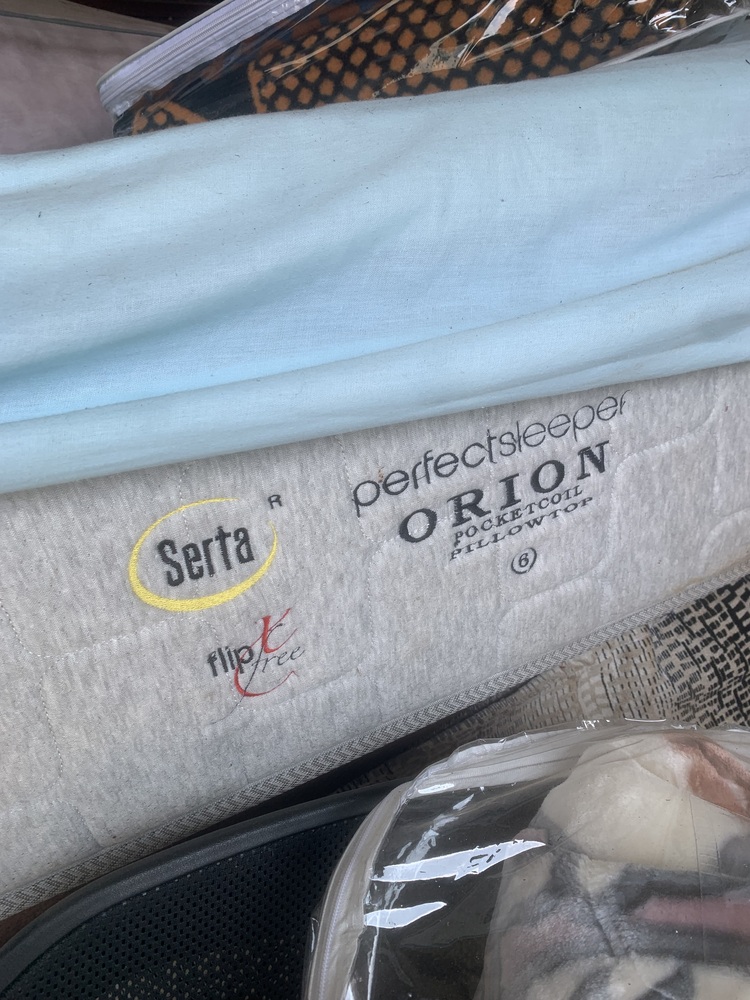 perfectsleeper
ORION
POCKETCOIL
PILLOWTOP
6
Serta R
flip free